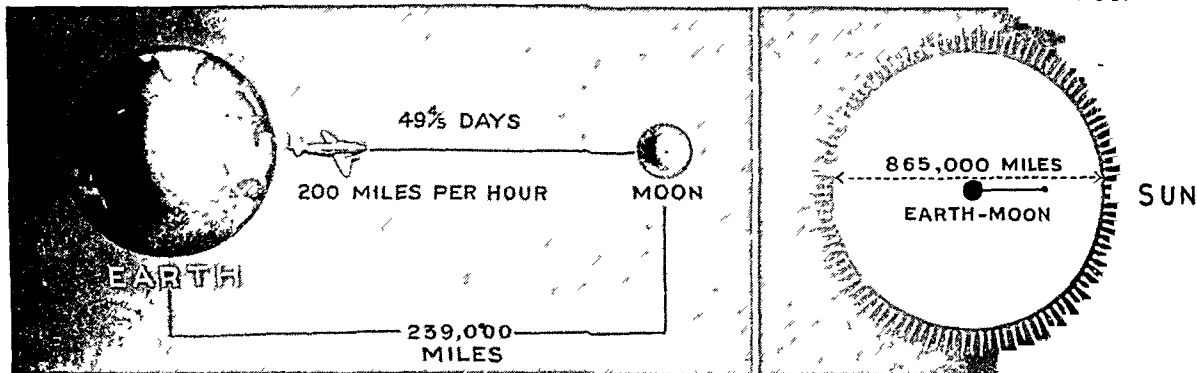 49⅘ DAYS
200 MILES PER HOUR
MOON
EARTH
239,000
MILES
865,000 MILES
EARTH-MOON
SUN